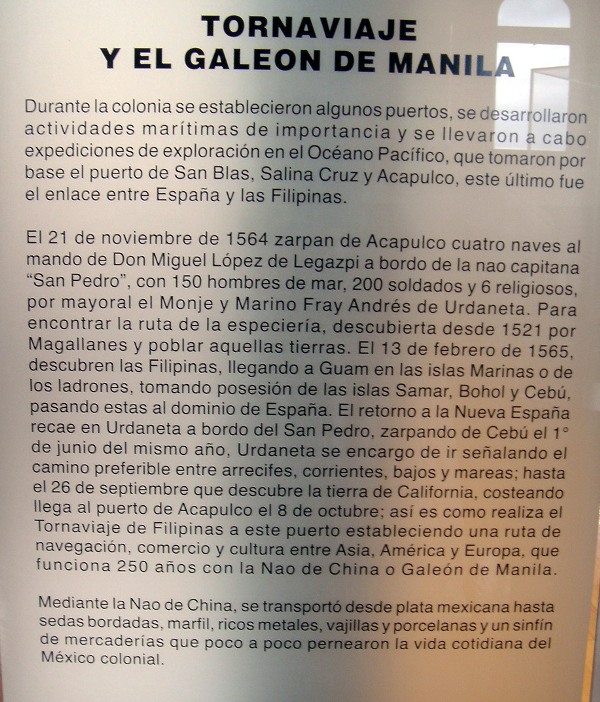 TORNAVIAJE
Y EL GALEON DE MANILA
Durante la colonia se establecieron algunos puertos, se desarrollaron
actividades marítimas de importancia y se llevaron a cabo
expediciones de exploración en el Océano Pacífico, que tomaron por
base el puerto de San Blas, Salina Cruz y Acapulco, este último fue
el enlace entre España y las Filipinas.
El 21 de noviembre de 1564 zarpan de Acapulco cuatro naves al
mando de Don Miguel López de Legazpi a bordo de la nao capitana
“San Pedro”, con 150 hombres de mar, 200 soldados y 6 religiosos,
por mayoral el Monje y Marino Fray Andrés de Urdaneta. Para
encontrar la ruta de la especiería, descubierta desde 1521 por
Magallanes y poblar aquellas tierras. El 13 de febrero de 1565,
descubren las Filipinas, llegando a Guam en las islas Marinas o de
los ladrones, tomando posesión de las islas Samar, Bohol y Cebú,
pasando estas al dominio de España. El retorno a la Nueva España
recae en Urdaneta a bordo del San Pedro, zarpando de Cebú el 1°
de junio del mismo año, Urdaneta se encargo de ir señalando el
camino preferible entre arrecifes, corrientes, bajos y mareas; hasta
el 26 de septiembre que descubre la tierra de California, costeando
llega al puerto de Acapulco el 8 de octubre; así es como realiza el
Tornaviaje de Filipinas a este puerto estableciendo una ruta de
navegación, comercio y cultura entre Asia, América y Europa, que
funciona 250 años con la Nao de China o Galeón de Manila.
Mediante la Nao de China, se transportó desde plata mexicana hasta
sedas bordadas, marfil, ricos metales, vajillas y porcelanas y un sinfín
de mercaderías que poco a poco pernearon la vida cotidiana del
México colonial.